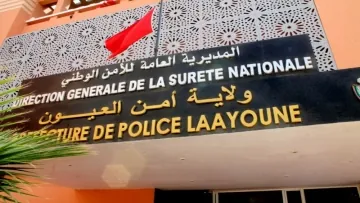 المديرية العامة للأمن الوطني
DIRECTION GENERALE DE LA SURETE NATIONALE
ولاية أمن العيون
PREFECTURE DE POLICE LAAYOUNE